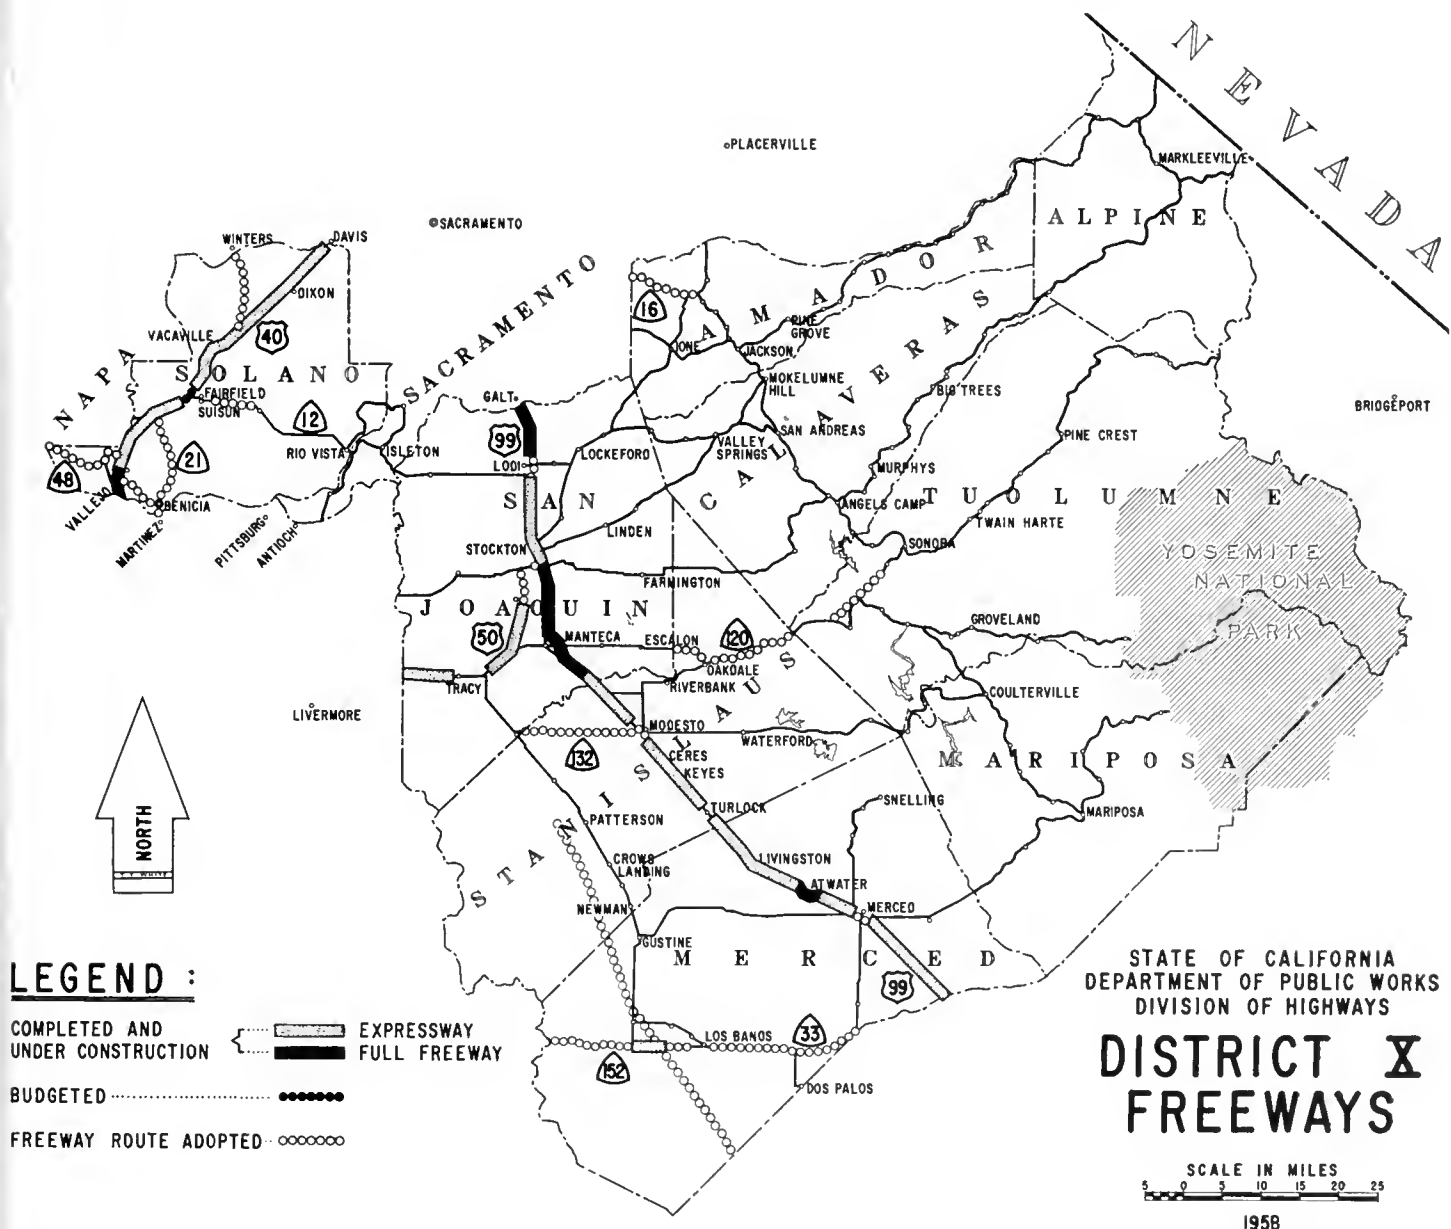 NEVADA
PLACERVILLE
MARKLEEVILLE
SACRAMENTO
ALPINE
WINTERS
DAVIS
DIXON
SACRAMENTO
AMADOR
16
PINE
GROVE
VACAVILLE
40
IONE
JACKSON
NAPA
SOLANO
MOKELUMNE
HILL
CALAVERAS
BIG TREES
BRIDGEPORT
FAIRFIELD
SUISUN
12
GALT
99
SAN ANDREAS
RIO VISTA
ISLETON
LODI
LOCKEFORD
VALLEY
SPRINGS
PINE CREST
48
21
MURPHYS
VALLEJO
BENICIA
SAN
ANGELS CAMP
TUOLUMNE
MARTINEZ
PITTSBURG
ANTIOCH
LINDEN
TWAIN HARTE
STOCKTON
SONORA
YOSEMITE
NATIONAL
PARK
FARMINGTON
JOAQUIN
50
MANTECA
ESCALON
120
GROVELAND
OAKDALE
TRACY
RIVERBANK
COULTERVILLE
LIVERMORE
MODESTO
STANISLAUS
132
CERES
KEYES
WATERFORD
MARIPOSA
TURLOCK
SNELLING
MARIPOSA
NORTH
PATTERSON
CROWS
LANDING
LIVINGSTON
ATWATER
NEWMAN
MERCED
GUSTINE
MERCED
99
LOS BANOS
33
152
DOS PALOS
LEGEND :
COMPLETED AND
UNDER CONSTRUCTION
EXPRESSWAY
FULL FREEWAY
BUDGETED
FREEWAY ROUTE ADOPTED
STATE OF CALIFORNIA
DEPARTMENT OF PUBLIC WORKS
DIVISION OF HIGHWAYS
DISTRICT X
FREEWAYS
SCALE IN MILES
5 0 5 10 15 20 25
1958